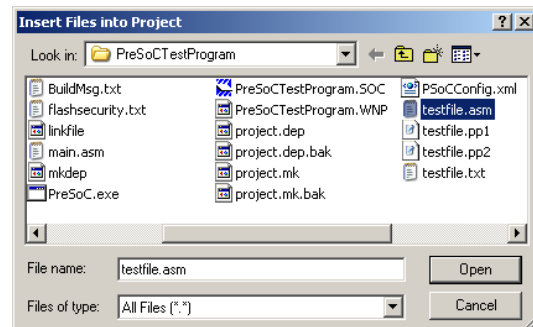 Insert Files into Project
Look in: PreSoCTestProgram
BuildMsg.txt PreSoCTestProgram.SOC PSoCConfig.xml
flashsecurity.txt PreSoCTestProgram.WNP testfile.asm
linkfile project.dep testfile.pp1
main.asm project.dep.bak testfile.pp2
mkdep project.mk testfile.txt
PreSoC.exe project.mk.bak
File name: testfile.asm Open
Files of type: All Files (*.*) Cancel